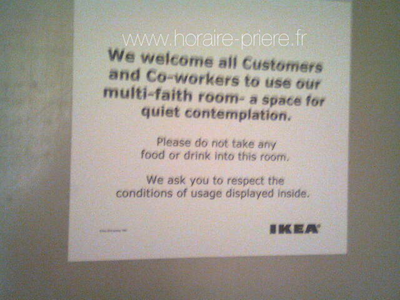 www.horaire-priere.fr
We welcome all Customers
and Co-workers to use our
multi-faith room- a space for
quiet contemplation.
Please do not take any
food or drink into this room.
We ask you to respect the
conditions of usage displayed inside.
IKEA